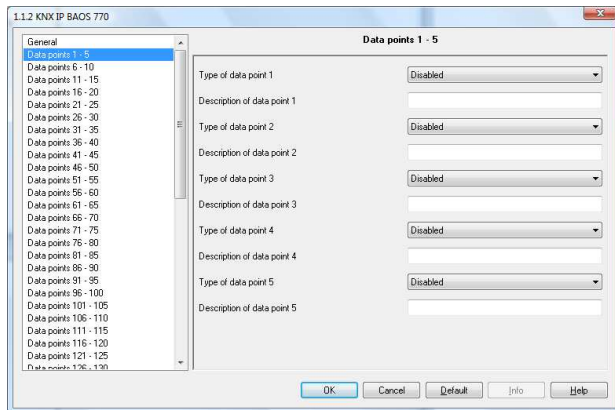 1.1.2 KNX IP BAOS 770
General
Data points 1 - 5
Data points 6 - 10
Data points 11 - 15
Data points 16 - 20
Data points 21 - 25
Data points 26 - 30
Data points 31 - 35
Data points 36 - 40
Data points 41 - 45
Data points 46 - 50
Data points 51 - 55
Data points 56 - 60
Data points 61 - 65
Data points 66 - 70
Data points 71 - 75
Data points 76 - 80
Data points 81 - 85
Data points 86 - 90
Data points 91 - 95
Data points 96 - 100
Data points 101 - 105
Data points 106 - 110
Data points 111 - 115
Data points 116 - 120
Data points 121 - 125
Data points 126 - 130
Data points 1 - 5
Type of data point 1 Disabled
Description of data point 1
Type of data point 2 Disabled
Description of data point 2
Type of data point 3 Disabled
Description of data point 3
Type of data point 4 Disabled
Description of data point 4
Type of data point 5 Disabled
Description of data point 5
OK Cancel Default Info Help